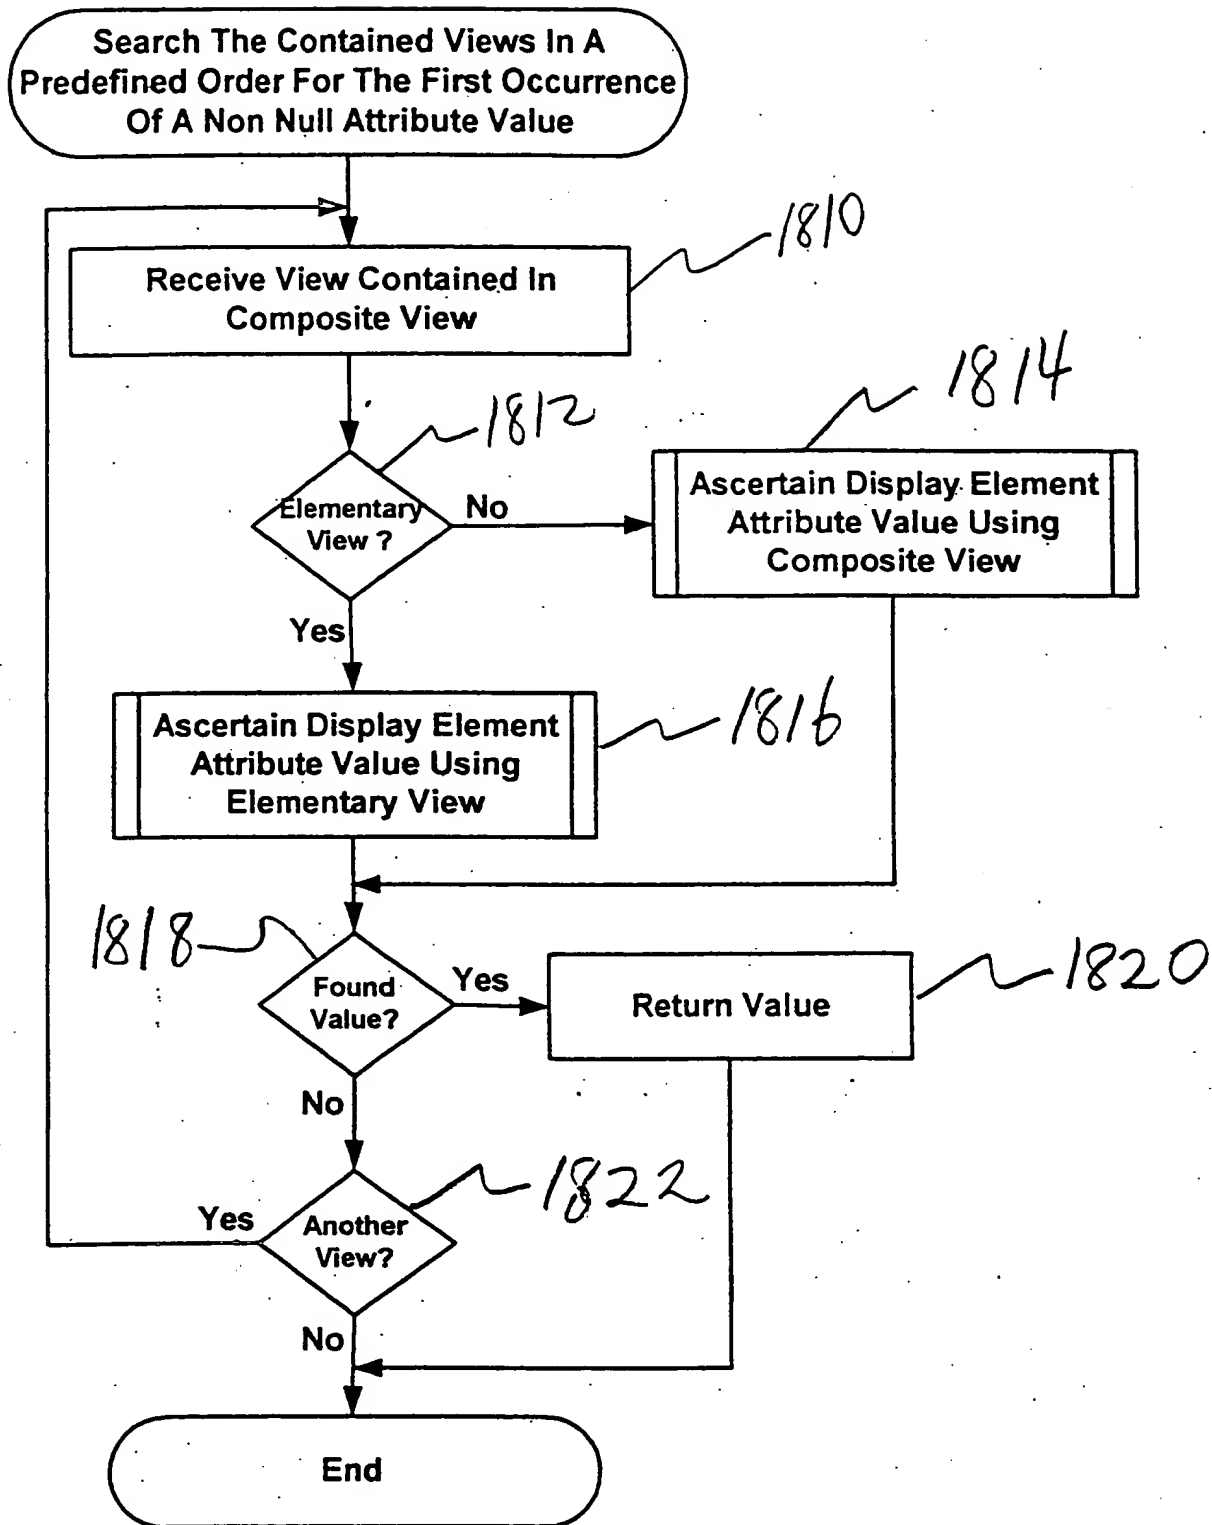 Search The Contained Views In A
Predefined Order For The First Occurrence
Of A Non Null Attribute Value
1810
Receive View Contained In
Composite View
1812
1814
Elementary
View ?
No
Ascertain Display Element
Attribute Value Using
Composite View
Yes
1816
Ascertain Display Element
Attribute Value Using
Elementary View
1818
Found
Value?
Yes
Return Value
1820
No
1822
Yes
Another
View?
No
End